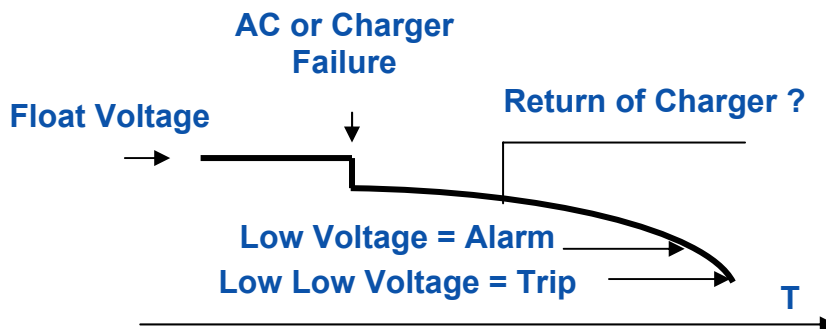 AC or Charger
Failure
Float Voltage
Return of Charger ?
Low Voltage = Alarm
Low Low Voltage = Trip
T